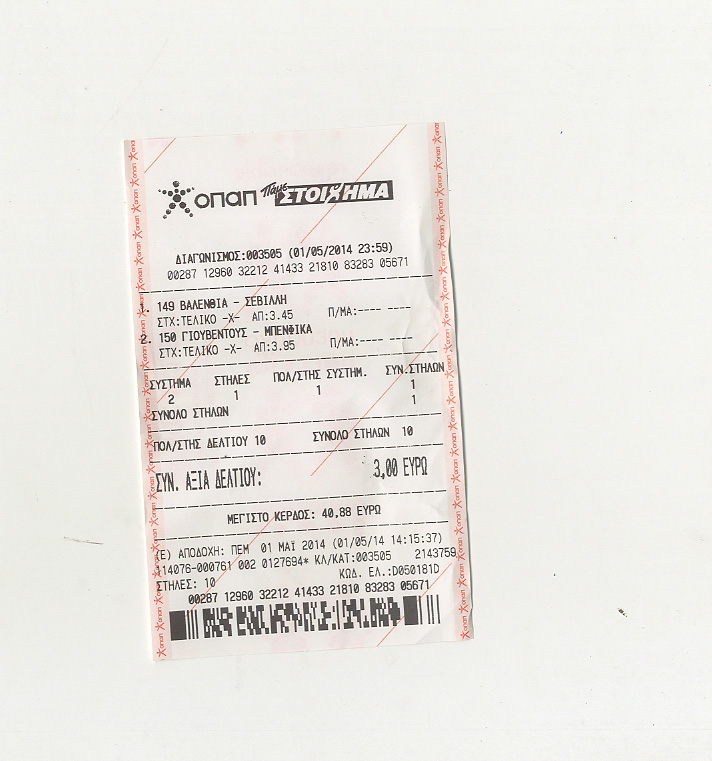 οπαπ Πάμε ΣΤΟΙΧΗΜΑ
ΔΙΑΓΩΝΙΣΜΟΣ:003505 (01/05/2014 23:59)
00287 12960 32212 41433 21810 83283 05671
1. 149 ΒΑΛΕΝΘΙΑ - ΣΕΒΙΛΛΗ
ΣΤΧ:ΤΕΛΙΚΟ -Χ- ΑΠ:3.45 Π/ΜΑ:---- ----
2. 150 ΓΙΟΥΒΕΝΤΟΥΣ - ΜΠΕΝΦΙΚΑ
ΣΤΧ:ΤΕΛΙΚΟ -Χ- ΑΠ:3.95 Π/ΜΑ:---- ----
ΣΥΣΤΗΜΑ ΣΤΗΛΕΣ ΠΟΛ/ΣΤΗΣ ΣΥΣΤΗΜ. ΣΥΝ.ΣΤΗΛΩΝ
2 1 1 1
ΣΥΝΟΛΟ ΣΤΗΛΩΝ 1
ΠΟΛ/ΣΤΗΣ ΔΕΛΤΙΟΥ 10 ΣΥΝΟΛΟ ΣΤΗΛΩΝ 10
ΣΥΝ. ΑΞΙΑ ΔΕΛΤΙΟΥ: 3,00 ΕΥΡΩ
ΜΕΓΙΣΤΟ ΚΕΡΔΟΣ: 40,88 ΕΥΡΩ
(Ε) ΑΠΟΔΟΧΗ: ΠΕΜ 01 ΜΑΪ 2014 (01/05/14 14:15:37)
114076-000761 002 0127694* ΚΛ/ΚΑΤ:003505 2143759
ΣΤΗΛΕΣ: 10 ΚΩΔ. ΕΛ.:D050181D
00287 12960 32212 41433 21810 83283 05671